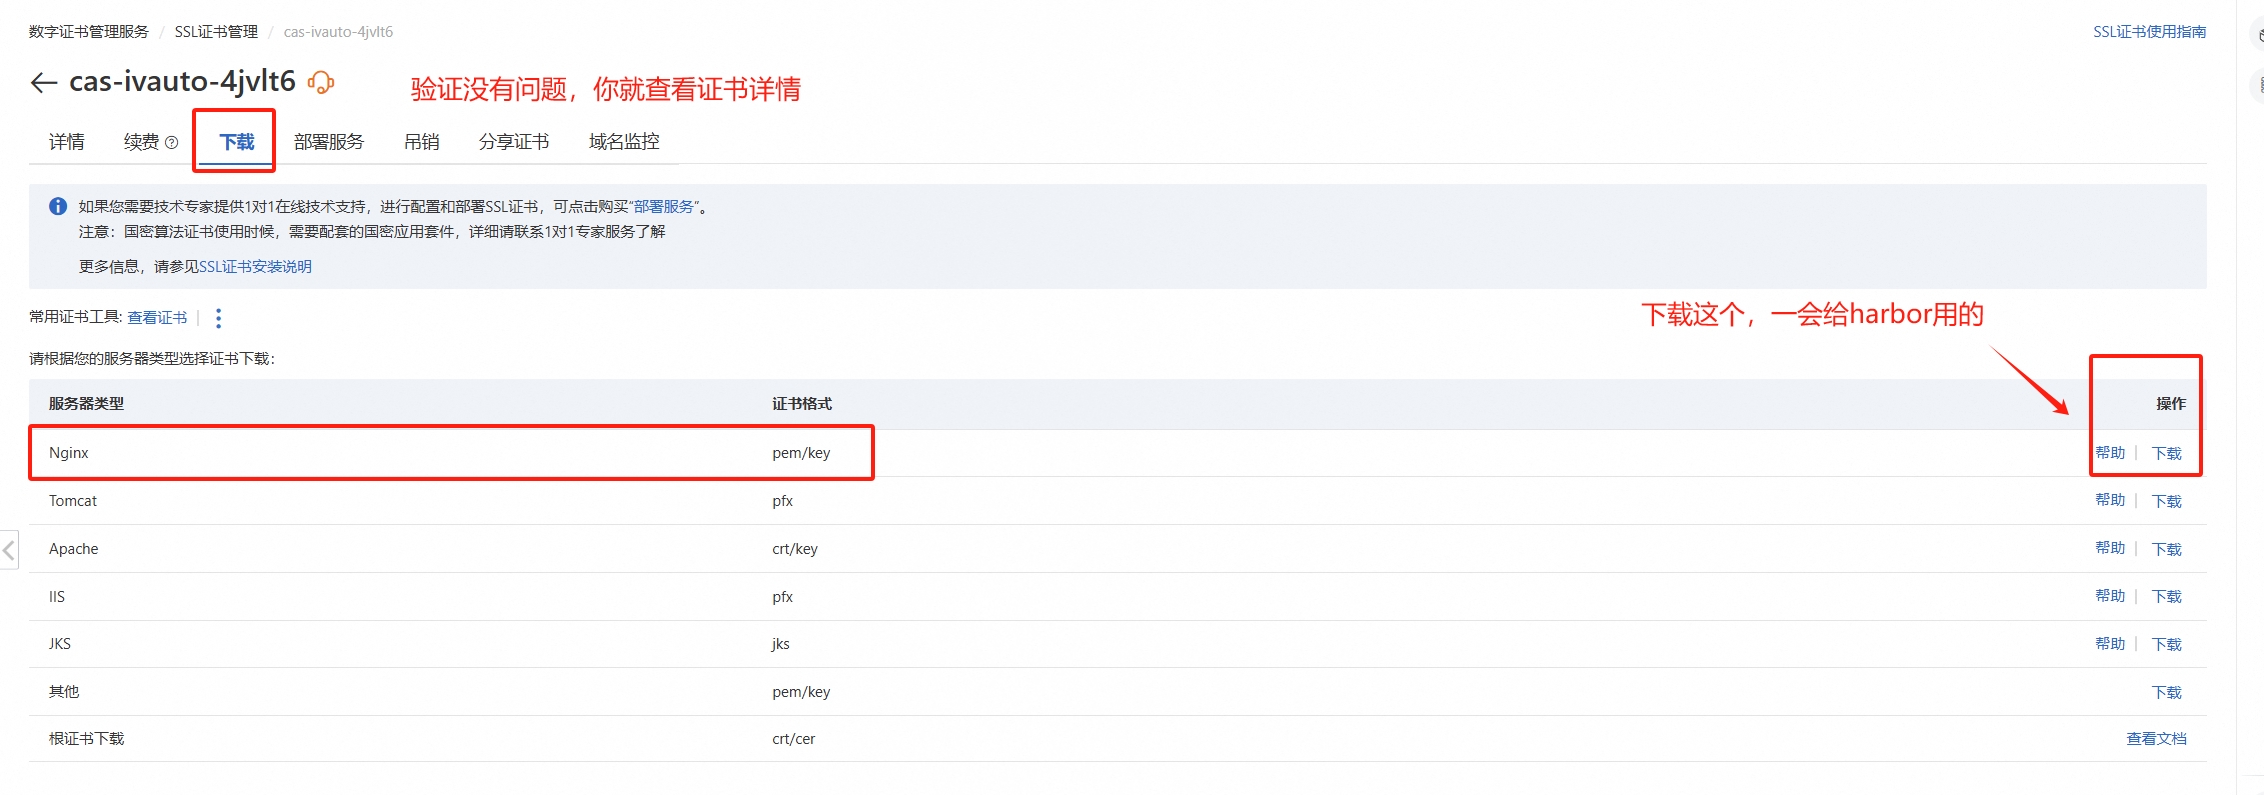 数字证书管理服务 / SSL证书管理 / cas-ivauto-4jvlt6
SSL证书使用指南
cas-ivauto-4jvlt6
验证没有问题，你就查看证书详情
详情 续费 下载 部署服务 吊销 分享证书 域名监控
如果您需要技术专家提供1对1在线技术支持，进行配置和部署SSL证书，可点击购买“部署服务”。
注意：国密算法证书使用时候，需要配套的国密应用套件，详细请联系1对1专家服务了解
更多信息，请参见SSL证书安装说明
下载这个，一会给harbor用的
常用证书工具: 查看证书
请根据您的服务器类型选择证书下载：
服务器类型 证书格式 操作
Nginx pem/key 帮助 下载
Tomcat pfx 帮助 下载
Apache crt/key 帮助 下载
IIS pfx 帮助 下载
JKS jks 帮助 下载
其他 pem/key 下载
根证书下载 crt/cer 查看文档